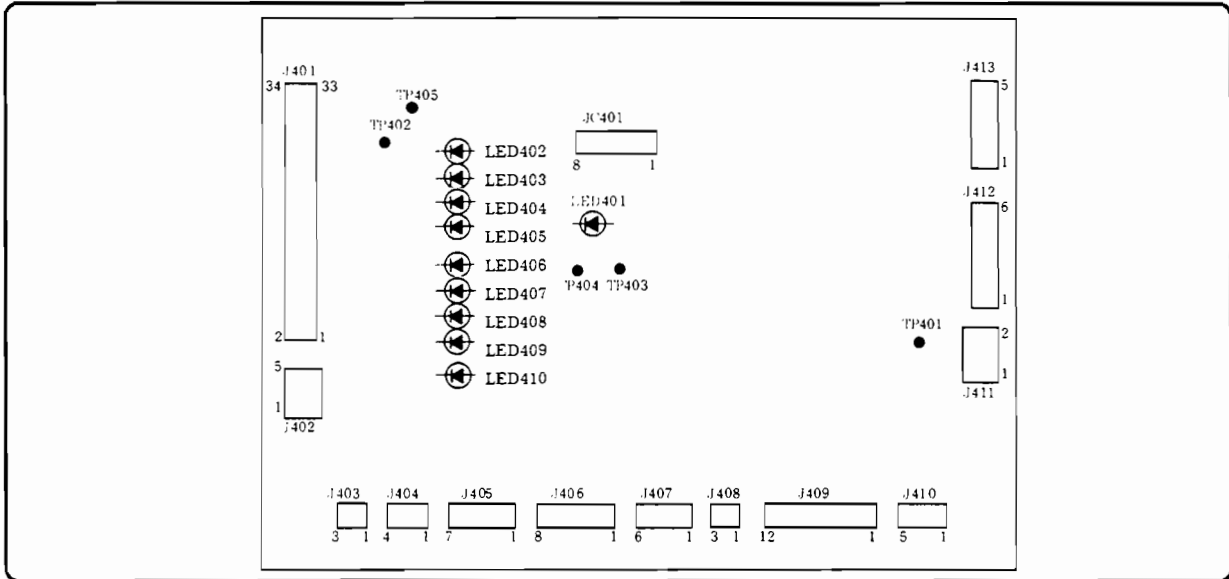 J401
34 33
2 1
5
1
J402
TP405
TP402
LED402
LED403
LED404
LED405
LED406
LED407
LED408
LED409
LED410
JC401
8 1
LED401
TP404 TP403
J413
5
1
J412
6
1
TP401
2
1
J411
J403 J404 J405 J406 J407 J408 J409 J410
3 1 4 1 7 1 8 1 6 1 3 1 12 1 5 1